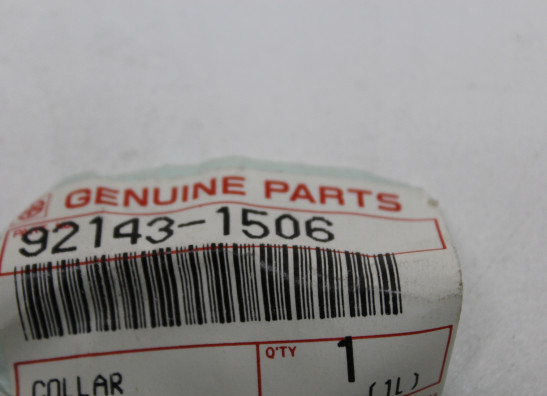 GENUINE PARTS
92143-1506
Q'TY 1
COLLAR
(1L)